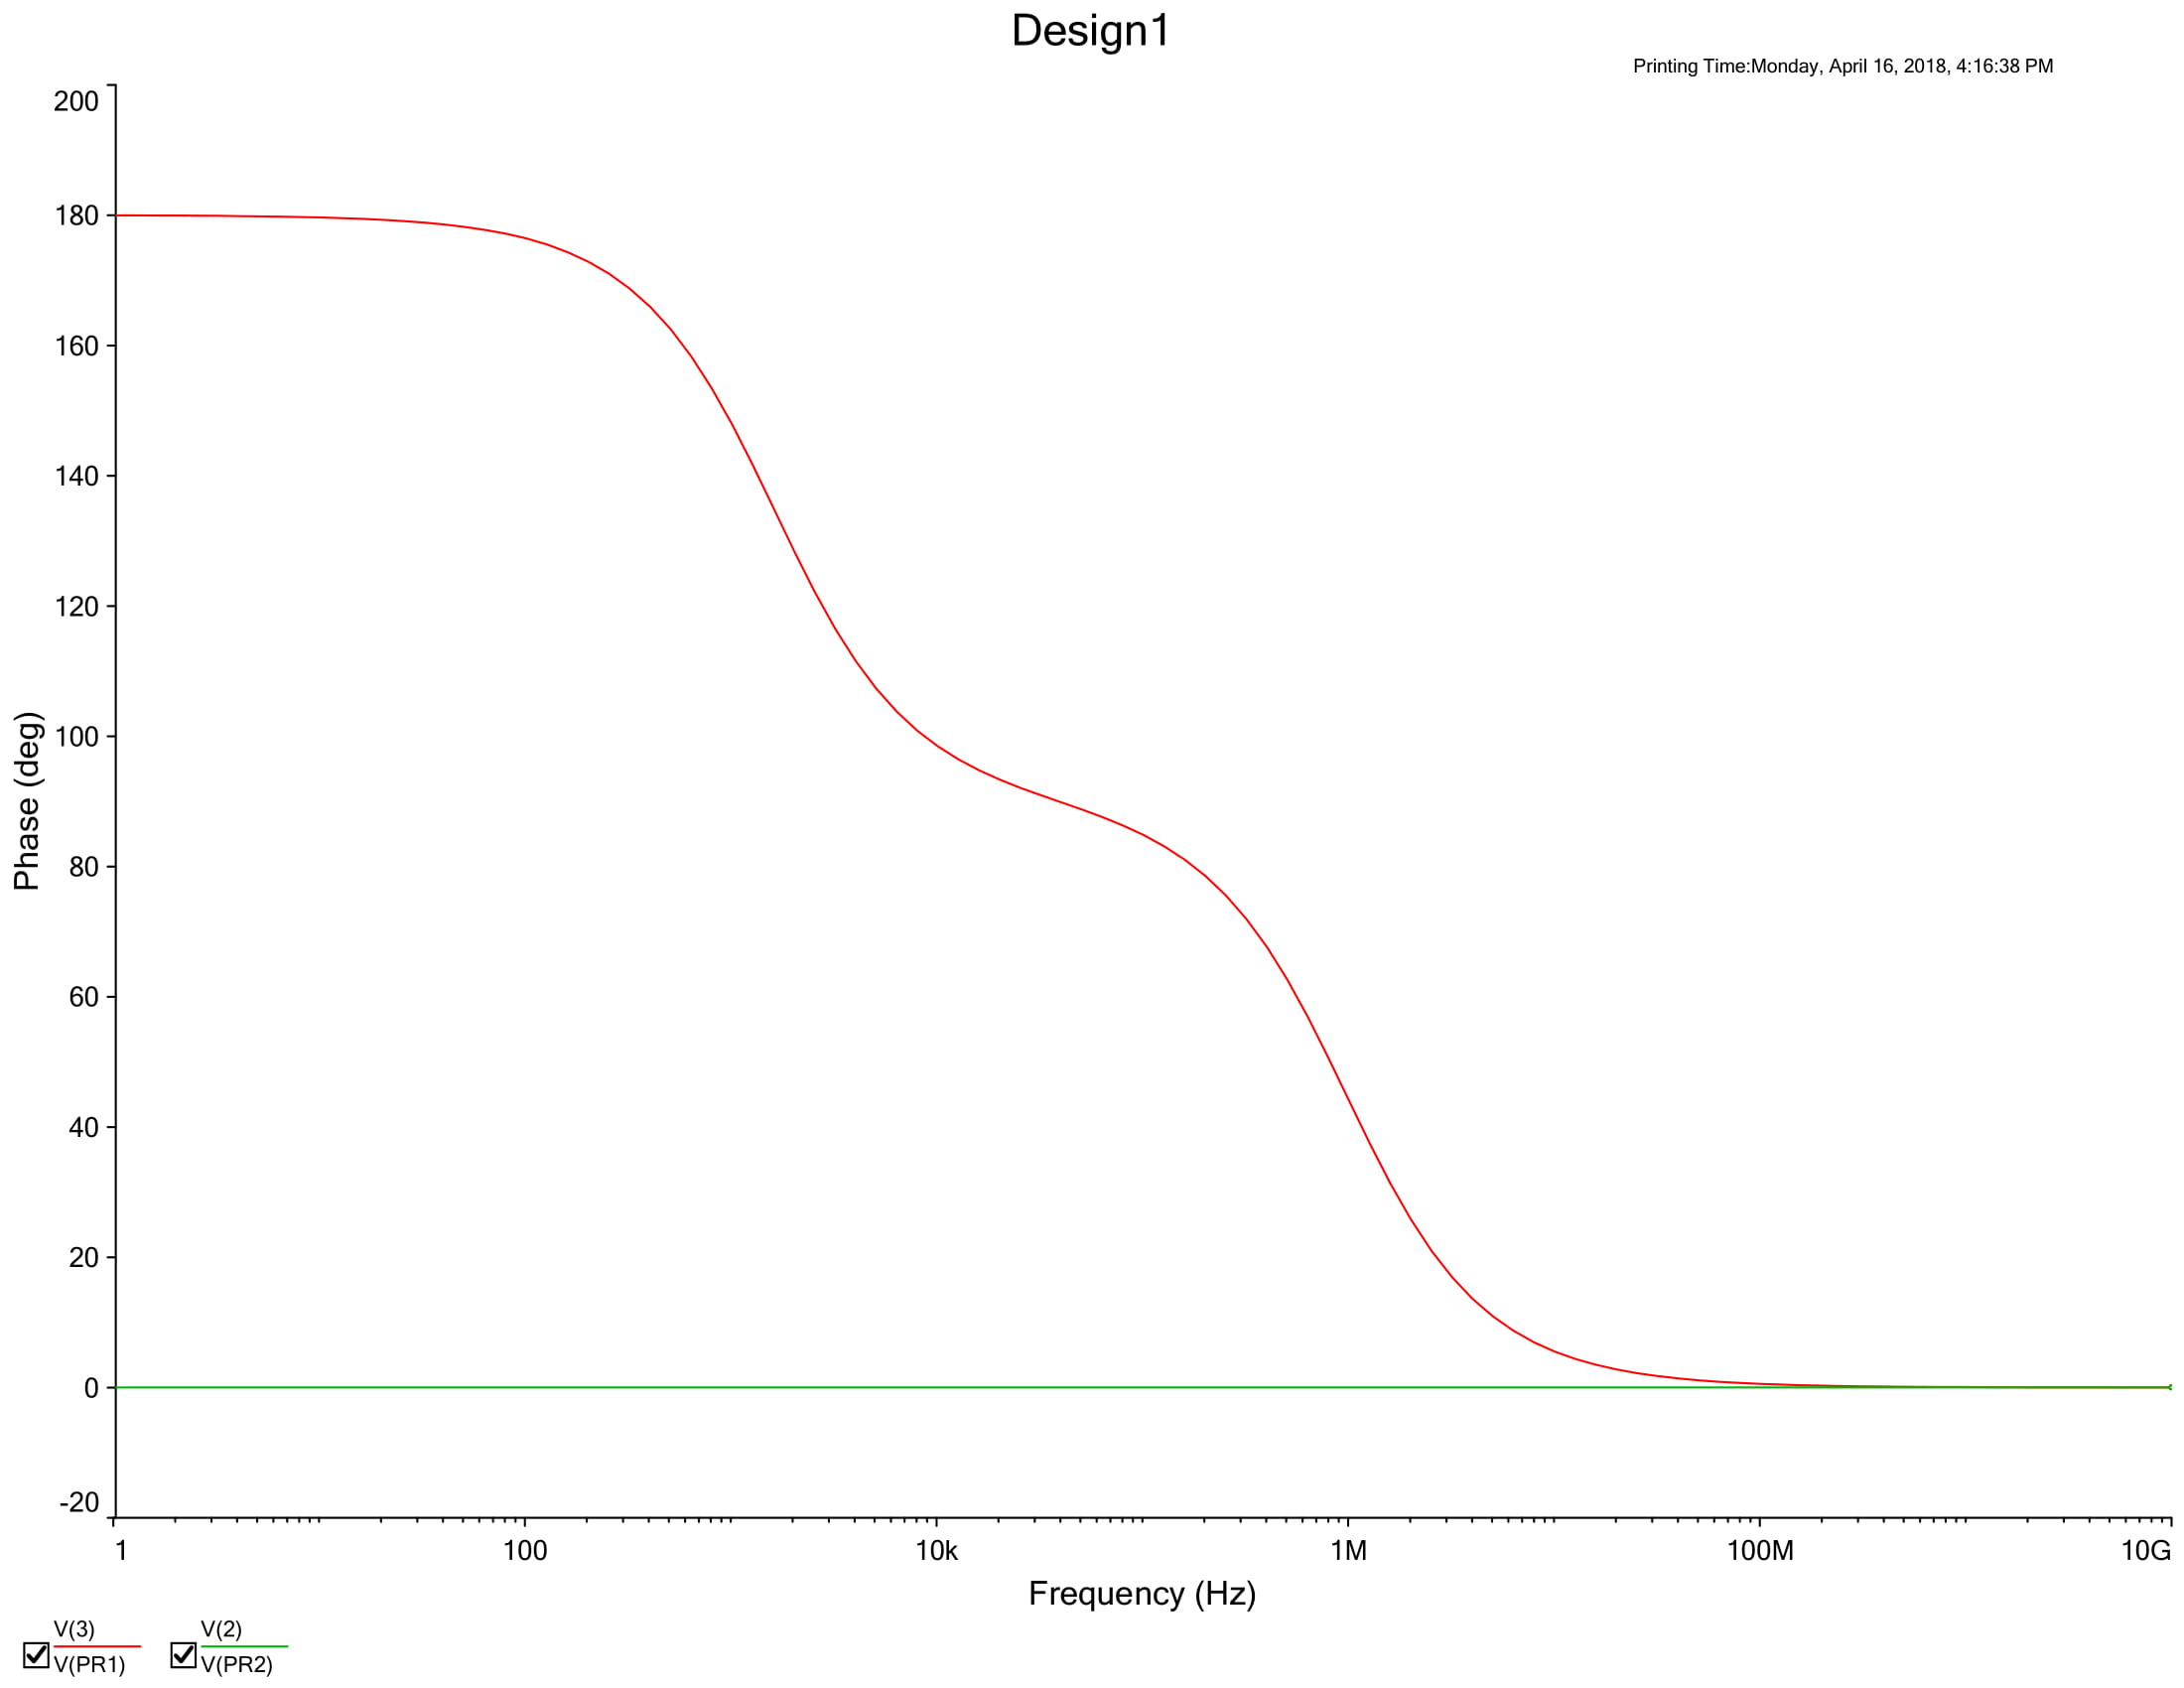 Design1
Printing Time:Monday, April 16, 2018, 4:16:38 PM
200
180
160
140
120
100
80
60
40
20
0
-20
Phase (deg)
1 100 10k 1M 100M 10G
Frequency (Hz)
V(3) V(2)
V(PR1) V(PR2)